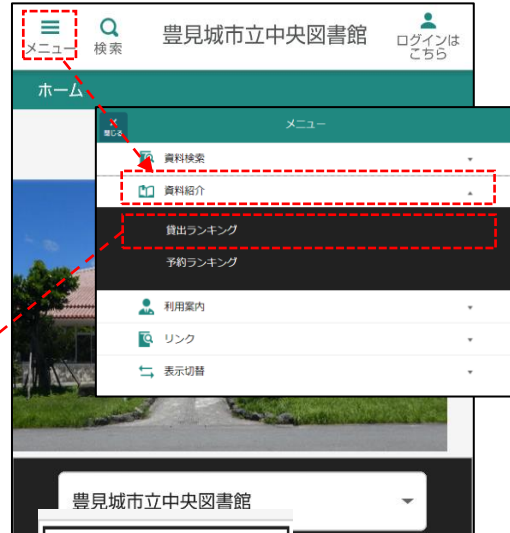 メニュー
検索
豊見城市立中央図書館
ログインは
こちら
ホーム
閉じる
メニュー
資料検索
資料紹介
貸出ランキング
予約ランキング
利用案内
リンク
表示切替
豊見城市立中央図書館